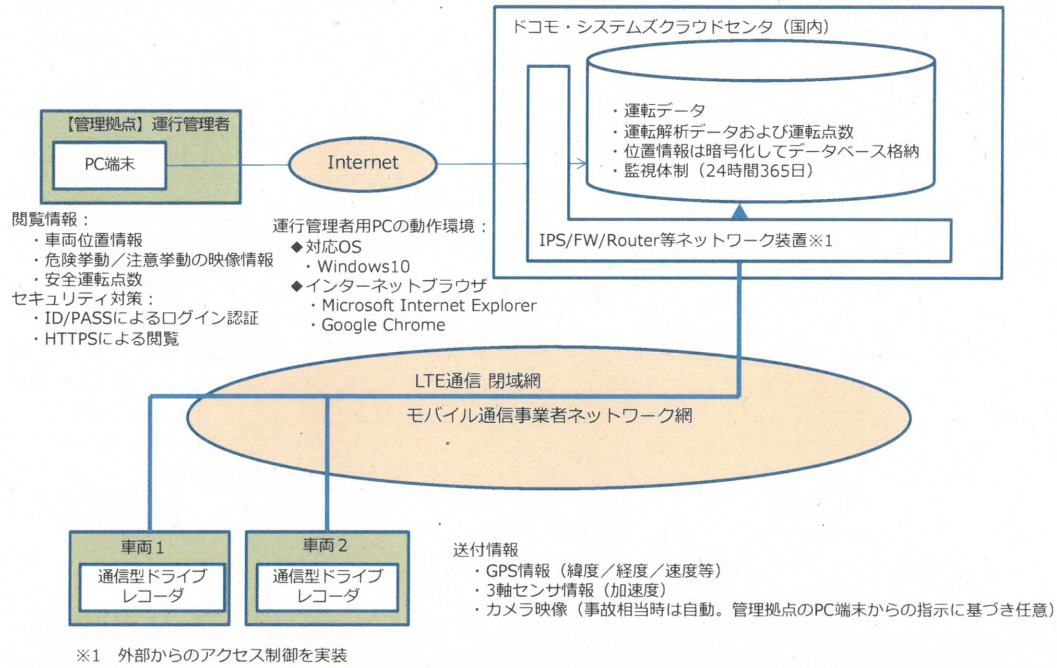 ドコモ・システムズクラウドセンタ（国内）
・運転データ
・運転解析データおよび運転点数
・位置情報は暗号化してデータベース格納
・監視体制（24時間365日）
IPS/FW/Router等ネットワーク装置※1
【管理拠点】運行管理者
PC端末
Internet
閲覧情報：
・車両位置情報
・危険挙動／注意挙動の映像情報
・安全運転点数
セキュリティ対策：
・ID/PASSによるログイン認証
・HTTPSによる閲覧
運行管理者用PCの動作環境：
◆対応OS
・Windows10
◆インターネットブラウザ
・Microsoft Internet Explorer
・Google Chrome
LTE通信 閉域網
モバイル通信事業者ネットワーク網
車両１
通信型ドライブ
レコーダ
車両２
通信型ドライブ
レコーダ
送付情報
・GPS情報（緯度／経度／速度等）
・3軸センサ情報（加速度）
・カメラ映像（事故相当時は自動。管理拠点のPC端末からの指示に基づき任意）
※1　外部からのアクセス制御を実装